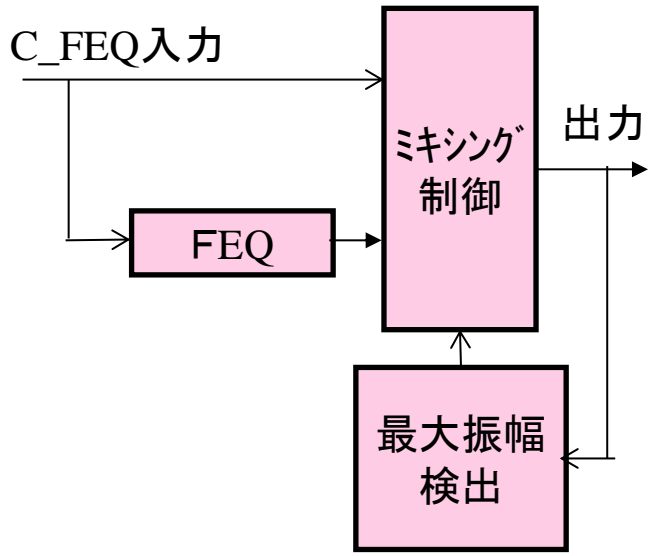 C_FEQ入力
ﾐｷｼﾝｸﾞ
制御
出力
FEQ
最大振幅
検出